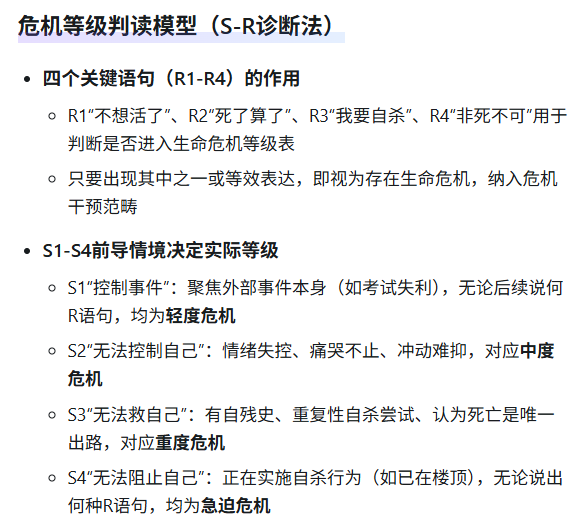 危机等级判读模型（S-R诊断法）
四个关键语句（R1-R4）的作用
R1“不想活了”、R2“死了算了”、R3“我要自杀”、R4“非死不可”用于
判断是否进入生命危机等级表
只要出现其中之一或等效表达，即视为存在生命危机，纳入危机
干预范畴
S1-S4前导情境决定实际等级
S1“控制事件”：聚焦外部事件本身（如考试失利），无论后续说何
R语句，均为轻度危机
S2“无法控制自己”：情绪失控、痛哭不止、冲动难抑，对应中度
危机
S3“无法救自己”：有自残史、重复性自杀尝试、认为死亡是唯一
出路，对应重度危机
S4“无法阻止自己”：正在实施自杀行为（如已在楼顶），无论说出
何种R语句，均为急迫危机